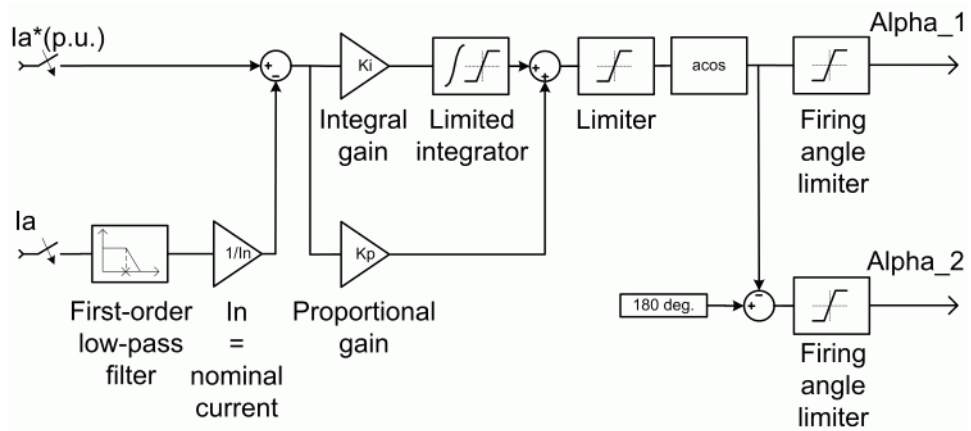 Ia*(p.u.)
Alpha_1
+
−
Ki
+
+
acos
Integral
gain
Limited
integrator
Limiter
Firing
angle
limiter
Ia
1/In
Kp
First-order
low-pass
filter
In
=
nominal
current
Proportional
gain
Alpha_2
180 deg.
+
−
Firing
angle
limiter